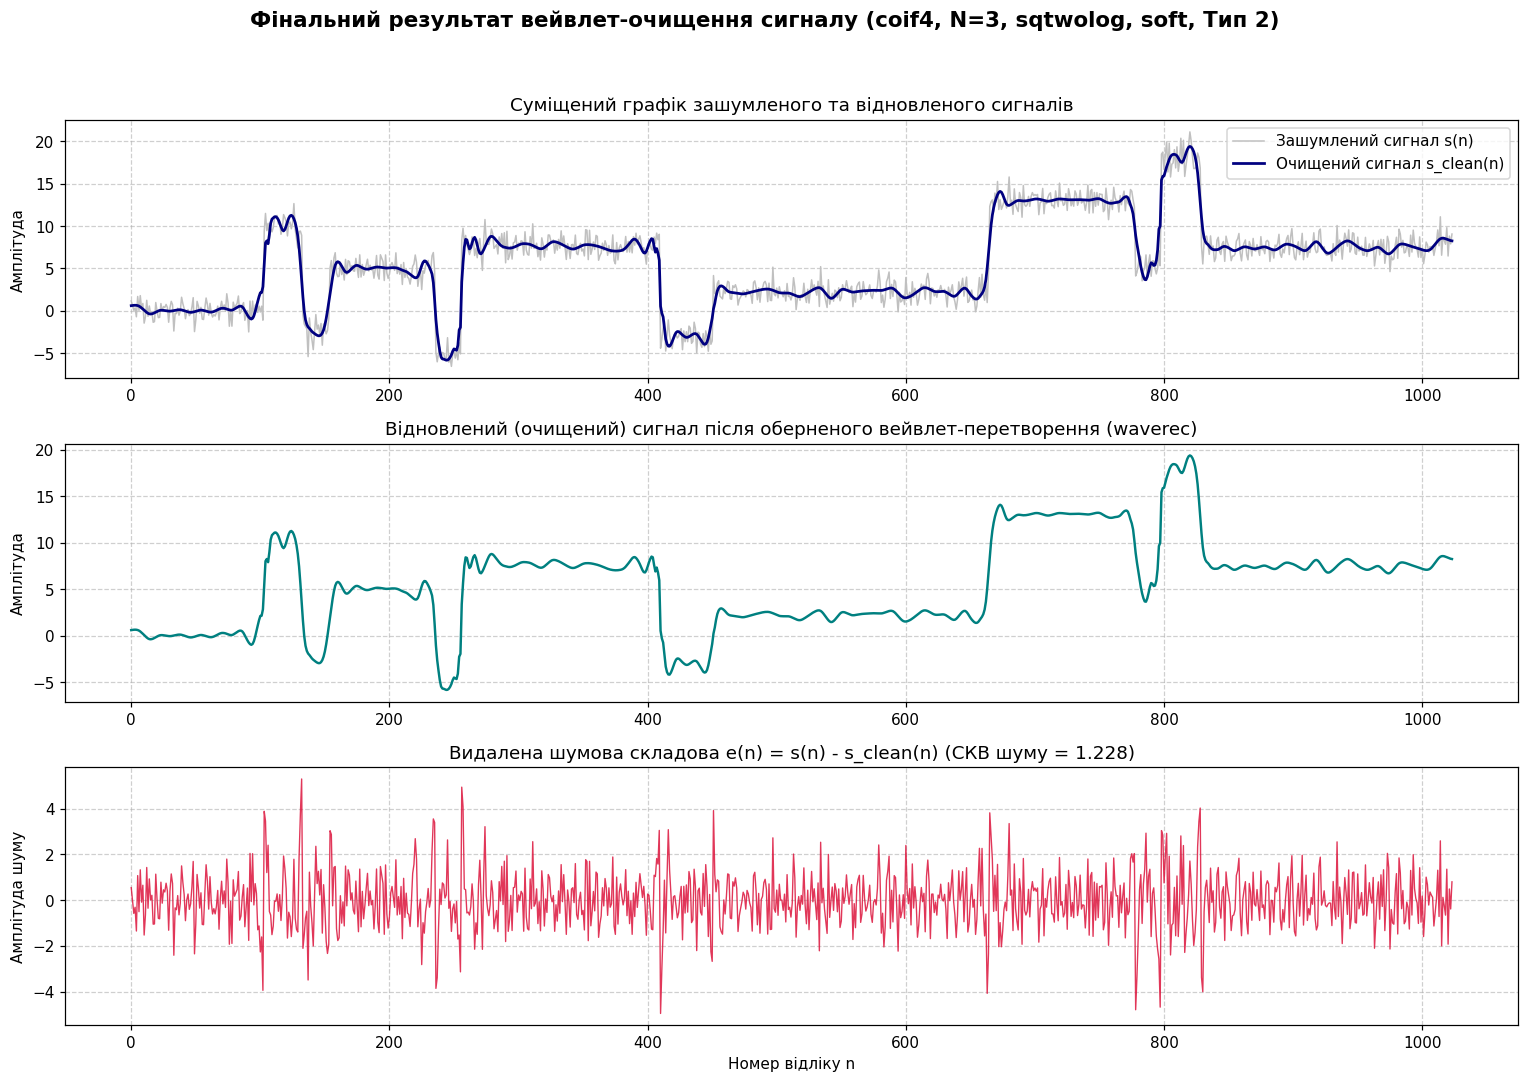 Фінальний результат вейвлет-очищення сигналу (coif4, N=3, sqtwolog, soft, Тип 2)
Суміщений графік зашумленого та відновленого сигналів
Амплітуда
20
15
10
5
0
−5
Зашумлений сигнал s(n)
Очищений сигнал s_clean(n)
0 200 400 600 800 1000
Відновлений (очищений) сигнал після оберненого вейвлет-перетворення (waverec)
Амплітуда
20
15
10
5
0
−5
0 200 400 600 800 1000
Видалена шумова складова e(n) = s(n) - s_clean(n) (СКВ шуму = 1.228)
Амплітуда шуму
4
2
0
−2
−4
0 200 400 600 800 1000
Номер відліку n